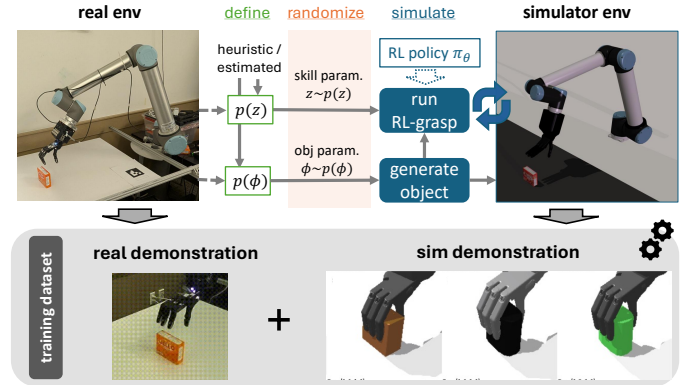 real env
define
randomize
simulate
simulator env
heuristic /
estimated
skill param.
z~p(z)
RL policy πθ
p(z)
run
RL-grasp
obj param.
ϕ~p(ϕ)
p(ϕ)
generate
object
training dataset
real demonstration
+
sim demonstration